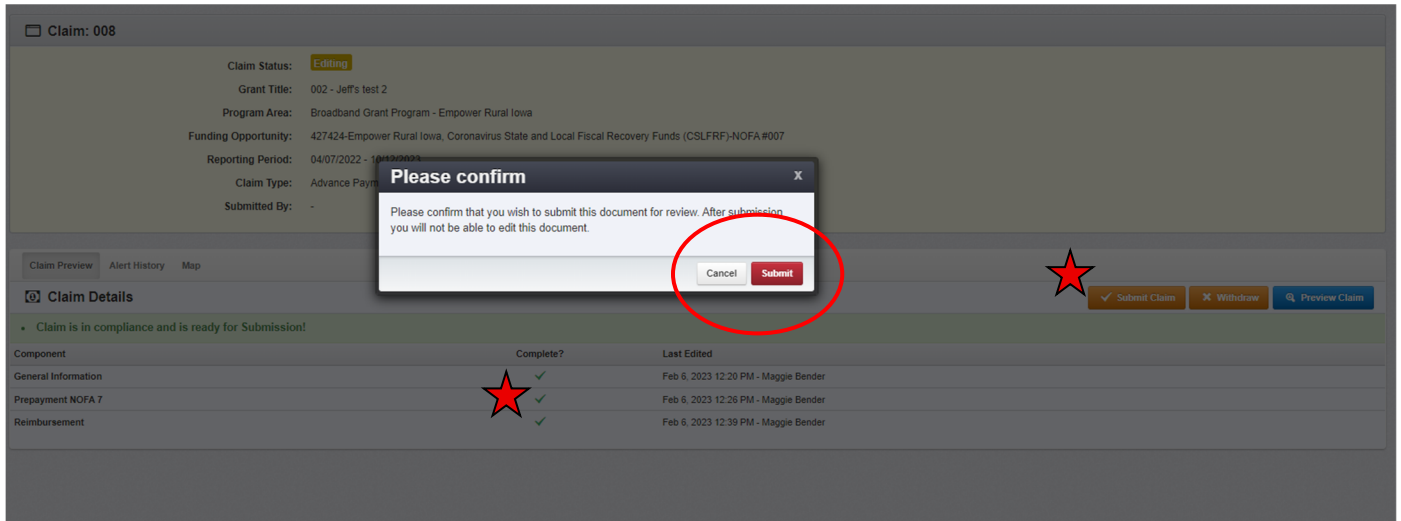 Claim: 008
Claim Status: Editing
Grant Title: 002 - Jeff's test 2
Program Area: Broadband Grant Program - Empower Rural Iowa
Funding Opportunity: 427424-Empower Rural Iowa, Coronavirus State and Local Fiscal Recovery Funds (CSLFRF)-NOFA #007
Reporting Period: 04/07/2022 - 10/12/2023
Claim Type: Advance Paym
Submitted By: -
Please confirm x
Please confirm that you wish to submit this document for review. After submission
you will not be able to edit this document.
Cancel Submit
Claim Preview Alert History Map
Claim Details
Submit Claim Withdraw Preview Claim
Claim is in compliance and is ready for Submission!
Component Complete? Last Edited
General Information Feb 6, 2023 12:20 PM - Maggie Bender
Prepayment NOFA 7 Feb 6, 2023 12:26 PM - Maggie Bender
Reimbursement Feb 6, 2023 12:39 PM - Maggie Bender